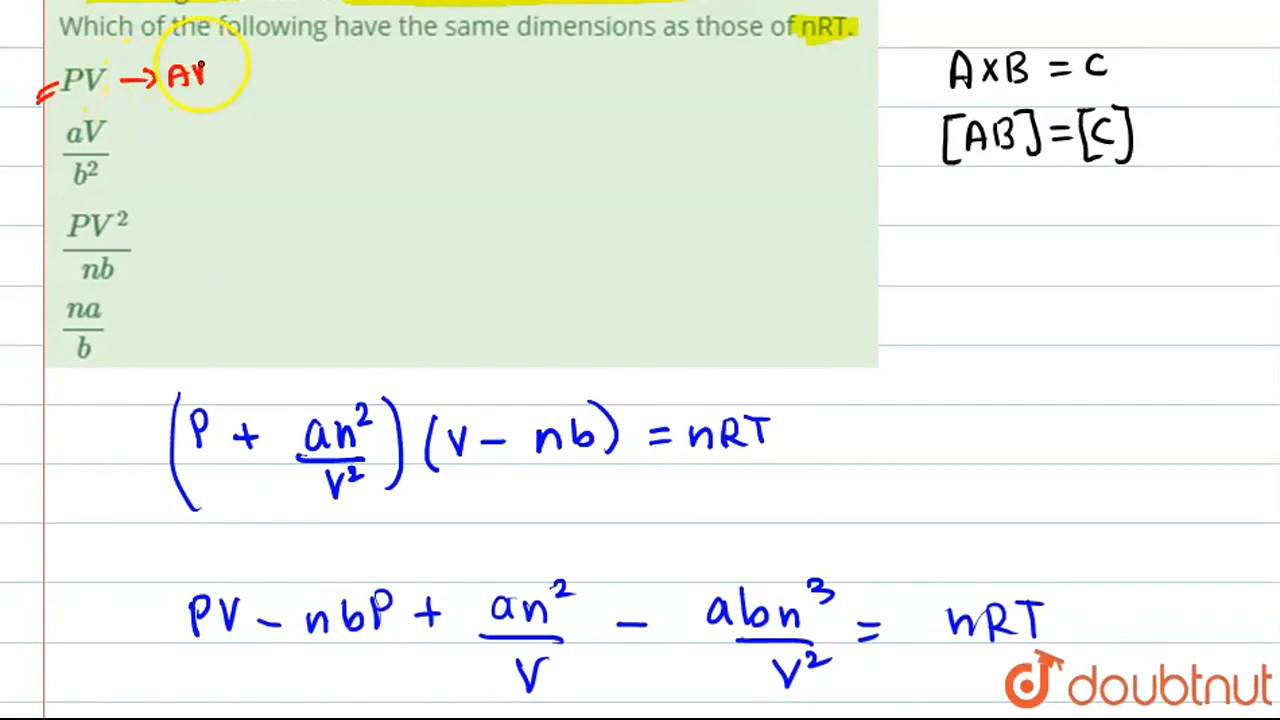 Which of the following have the same dimensions as those of nRT.
PV → AV
aV/b²
PV²/nb
na/b
A×B = C
[AB]=[C]
(P + an²/V²)(V - nb) = nRT
PV - nbP + an²/V - abn³/V² = nRT
doubtnut